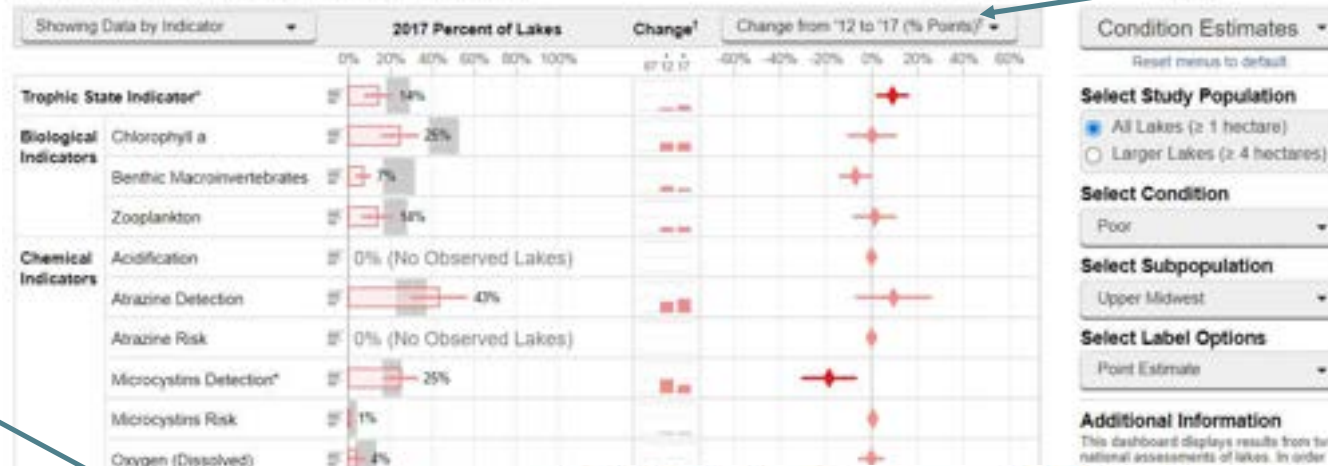 Showing Data by Indicator
2017 Percent of Lakes
Change†
Change from '12 to '17 (% Points)
0% 20% 40% 60% 80% 100%
07 12 17
-60% -40% -20% 0% 20% 40% 60%
Trophic State Indicator*
14%
Biological Indicators
Chlorophyll a
25%
Benthic Macroinvertebrates
7%
Zooplankton
14%
Chemical Indicators
Acidification
0% (No Observed Lakes)
Atrazine Detection
43%
Atrazine Risk
0% (No Observed Lakes)
Microcystins Detection*
25%
Microcystins Risk
1%
Oxygen (Dissolved)
4%
Condition Estimates
Reset menus to default
Select Study Population
All Lakes (≥ 1 hectare)
Larger Lakes (≥ 4 hectares)
Select Condition
Poor
Select Subpopulation
Upper Midwest
Select Label Options
Point Estimate
Additional Information
This dashboard displays results from
national assessments of lakes. In order